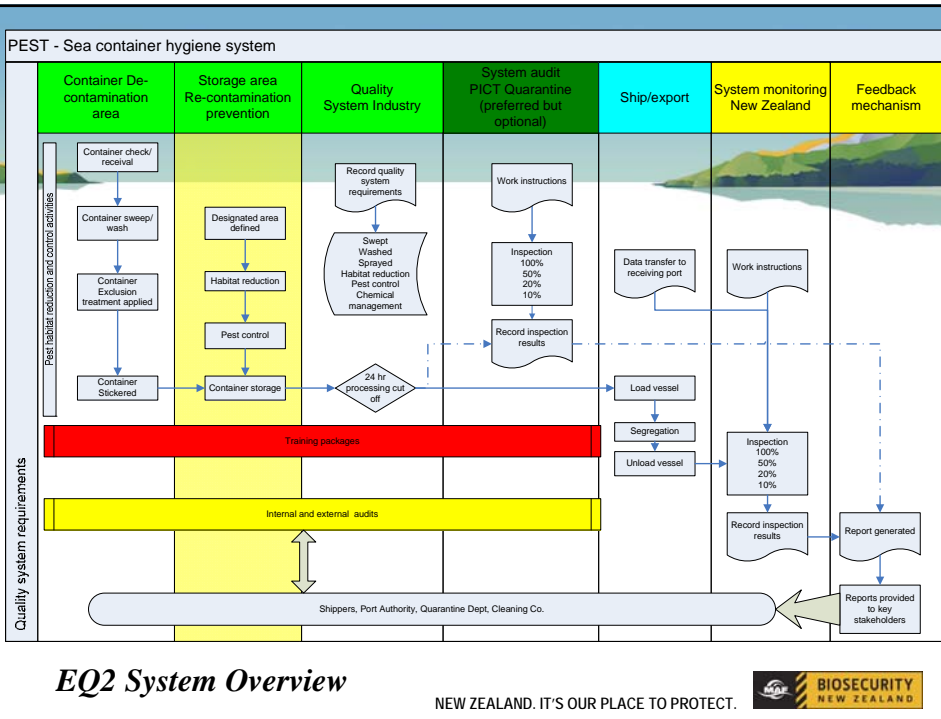 PEST - Sea container hygiene system
Container De-
contamination
area
Storage area
Re-contamination
prevention
Quality
System Industry
System audit
PICT Quarantine
(preferred but
optional)
Ship/export
System monitoring
New Zealand
Feedback
mechanism
Pest habitat reduction and control activities
Quality system requirements
Container check/
receival
Container sweep/
wash
Container
Exclusion
treatment applied
Container
Stickered
Designated area
defined
Habitat reduction
Pest control
Container storage
Record quality
system
requirements
Swept
Washed
Sprayed
Habitat reduction
Pest control
Chemical
management
24 hr
processing cut
off
Work instructions
Inspection
100%
50%
20%
10%
Record inspection
results
Data transfer to
receiving port
Load vessel
Segregation
Unload vessel
Work instructions
Inspection
100%
50%
20%
10%
Record inspection
results
Report generated
Reports provided
to key
stakeholders
Training packages
Internal and external audits
Shippers, Port Authority, Quarantine Dept, Cleaning Co.
EQ2 System Overview
NEW ZEALAND. IT'S OUR PLACE TO PROTECT.
MAF
BIOSECURITY
NEW ZEALAND